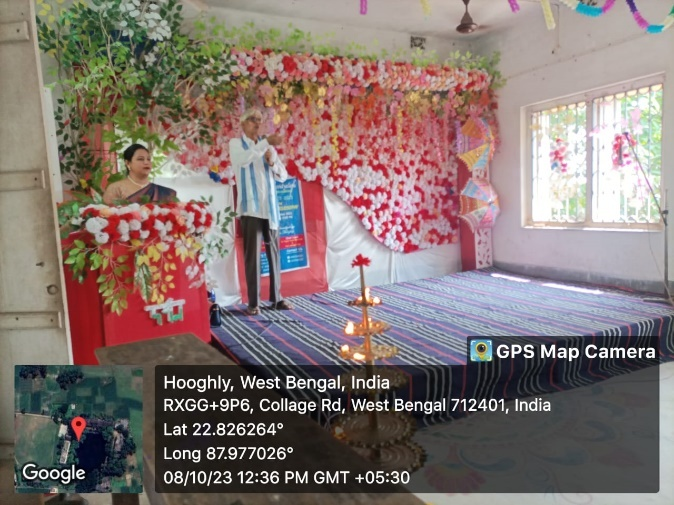 GPS Map Camera
Hooghly, West Bengal, India
RXGG+9P6, Collage Rd, West Bengal 712401, India
Lat 22.826264°
Long 87.977026°
08/10/23 12:36 PM GMT +05:30
Google